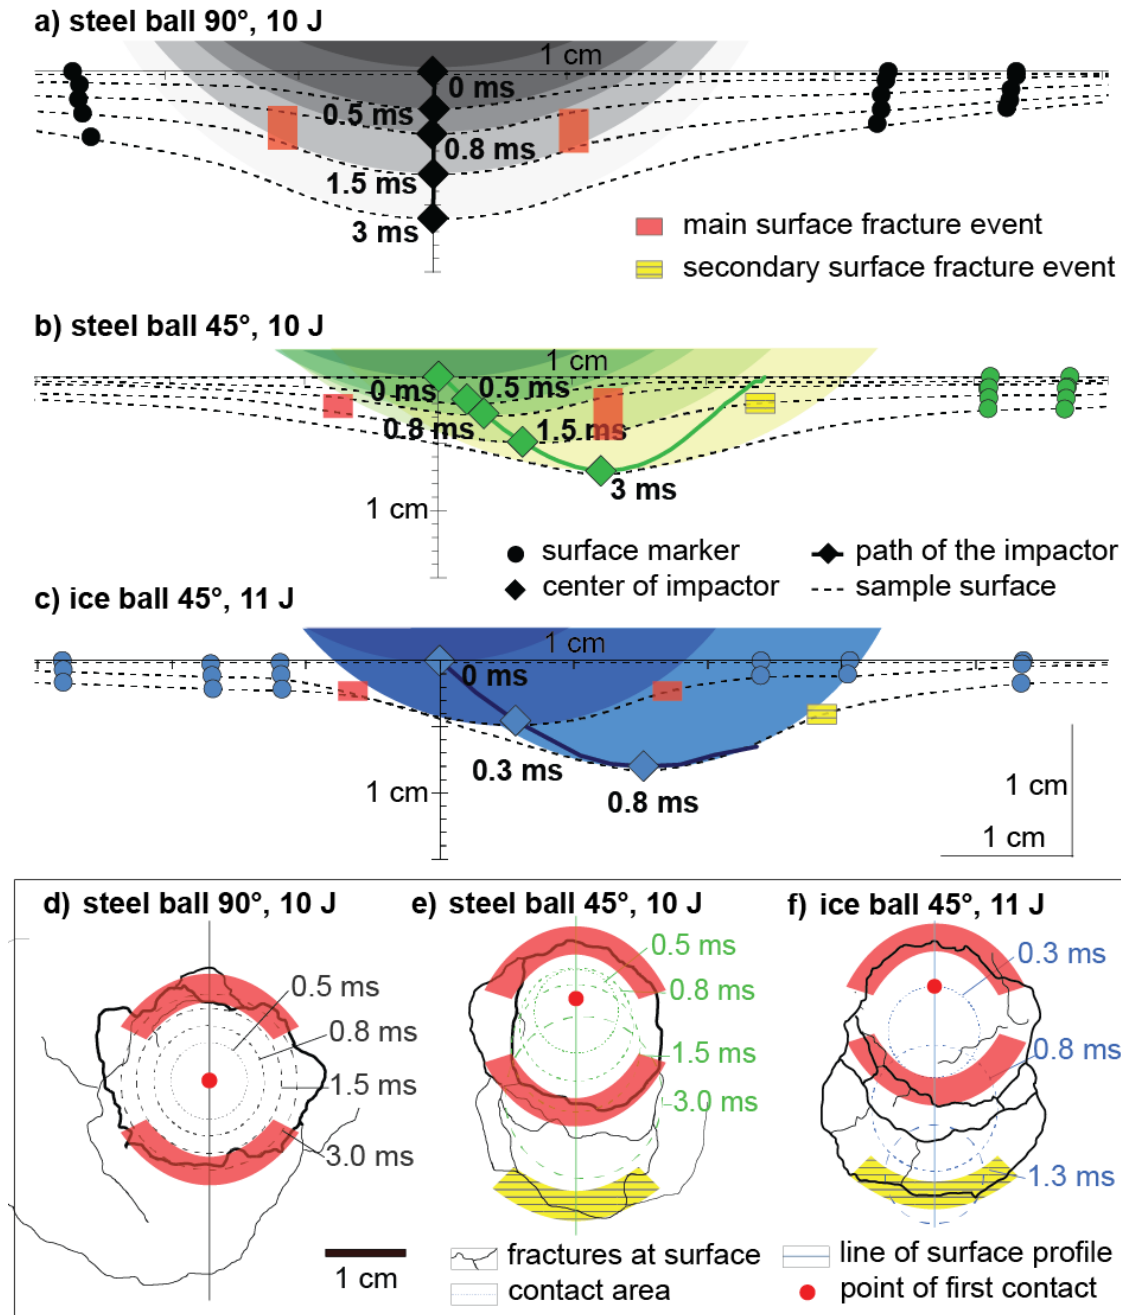 a) steel ball 90°, 10 J
1 cm
0 ms
0.5 ms
0.8 ms
1.5 ms
3 ms
main surface fracture event
secondary surface fracture event
b) steel ball 45°, 10 J
1 cm
0 ms
0.5 ms
0.8 ms
1.5 ms
3 ms
1 cm
surface marker
path of the impactor
center of impactor
sample surface
c) ice ball 45°, 11 J
1 cm
0 ms
0.3 ms
0.8 ms
1 cm
1 cm
1 cm
d) steel ball 90°, 10 J
0.5 ms
0.8 ms
1.5 ms
3.0 ms
1 cm
e) steel ball 45°, 10 J
0.5 ms
0.8 ms
1.5 ms
3.0 ms
f) ice ball 45°, 11 J
0.3 ms
0.8 ms
1.3 ms
fractures at surface
line of surface profile
contact area
point of first contact